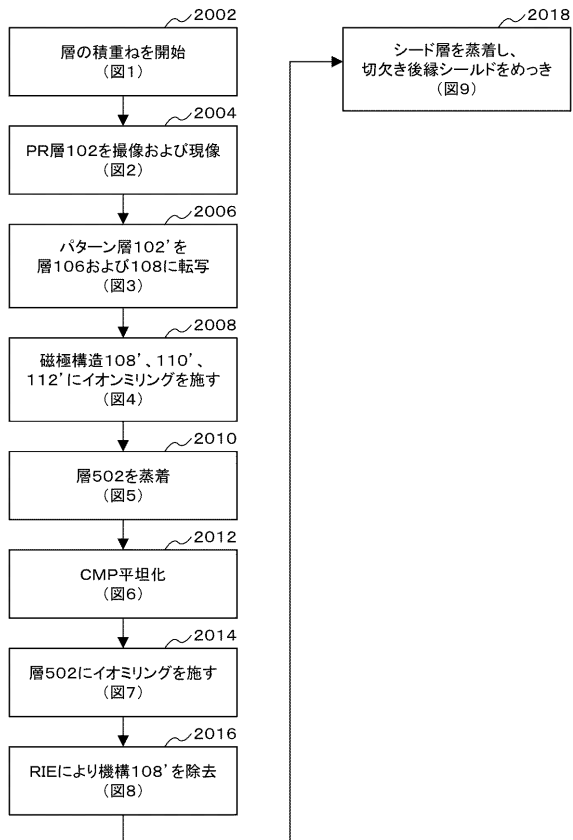 2002
層の積重ねを開始
(図1)
2004
PR層102を撮像および現像
(図2)
2006
パターン層102'を
層106および108に転写
(図3)
2008
磁極構造108'、110'、
112'にイオンミリングを施す
(図4)
2010
層502を蒸着
(図5)
2012
CMP平坦化
(図6)
2014
層502にイオミリングを施す
(図7)
2016
RIEにより機構108'を除去
(図8)
2018
シード層を蒸着し、
切欠き後縁シールドをめっき
(図9)